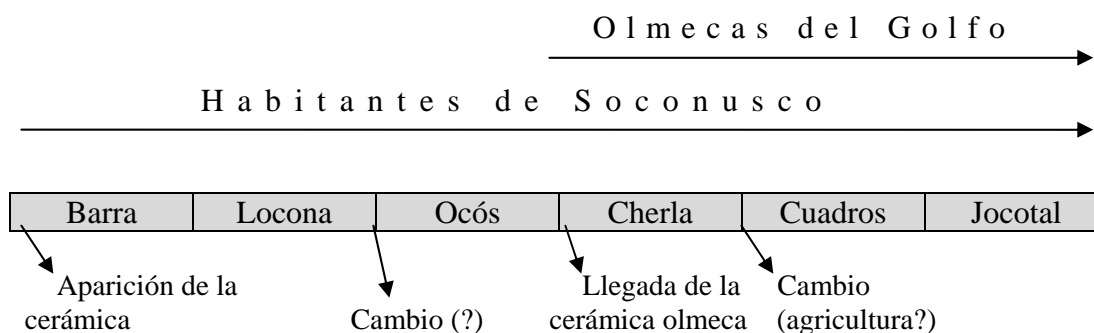 Olmecas del Golfo
Habitantes de Soconusco
Barra Locona Ocós Cherla Cuadros Jocotal
Aparición de la
cerámica
Cambio (?)
Llegada de la
cerámica olmeca
Cambio
(agricultura?)